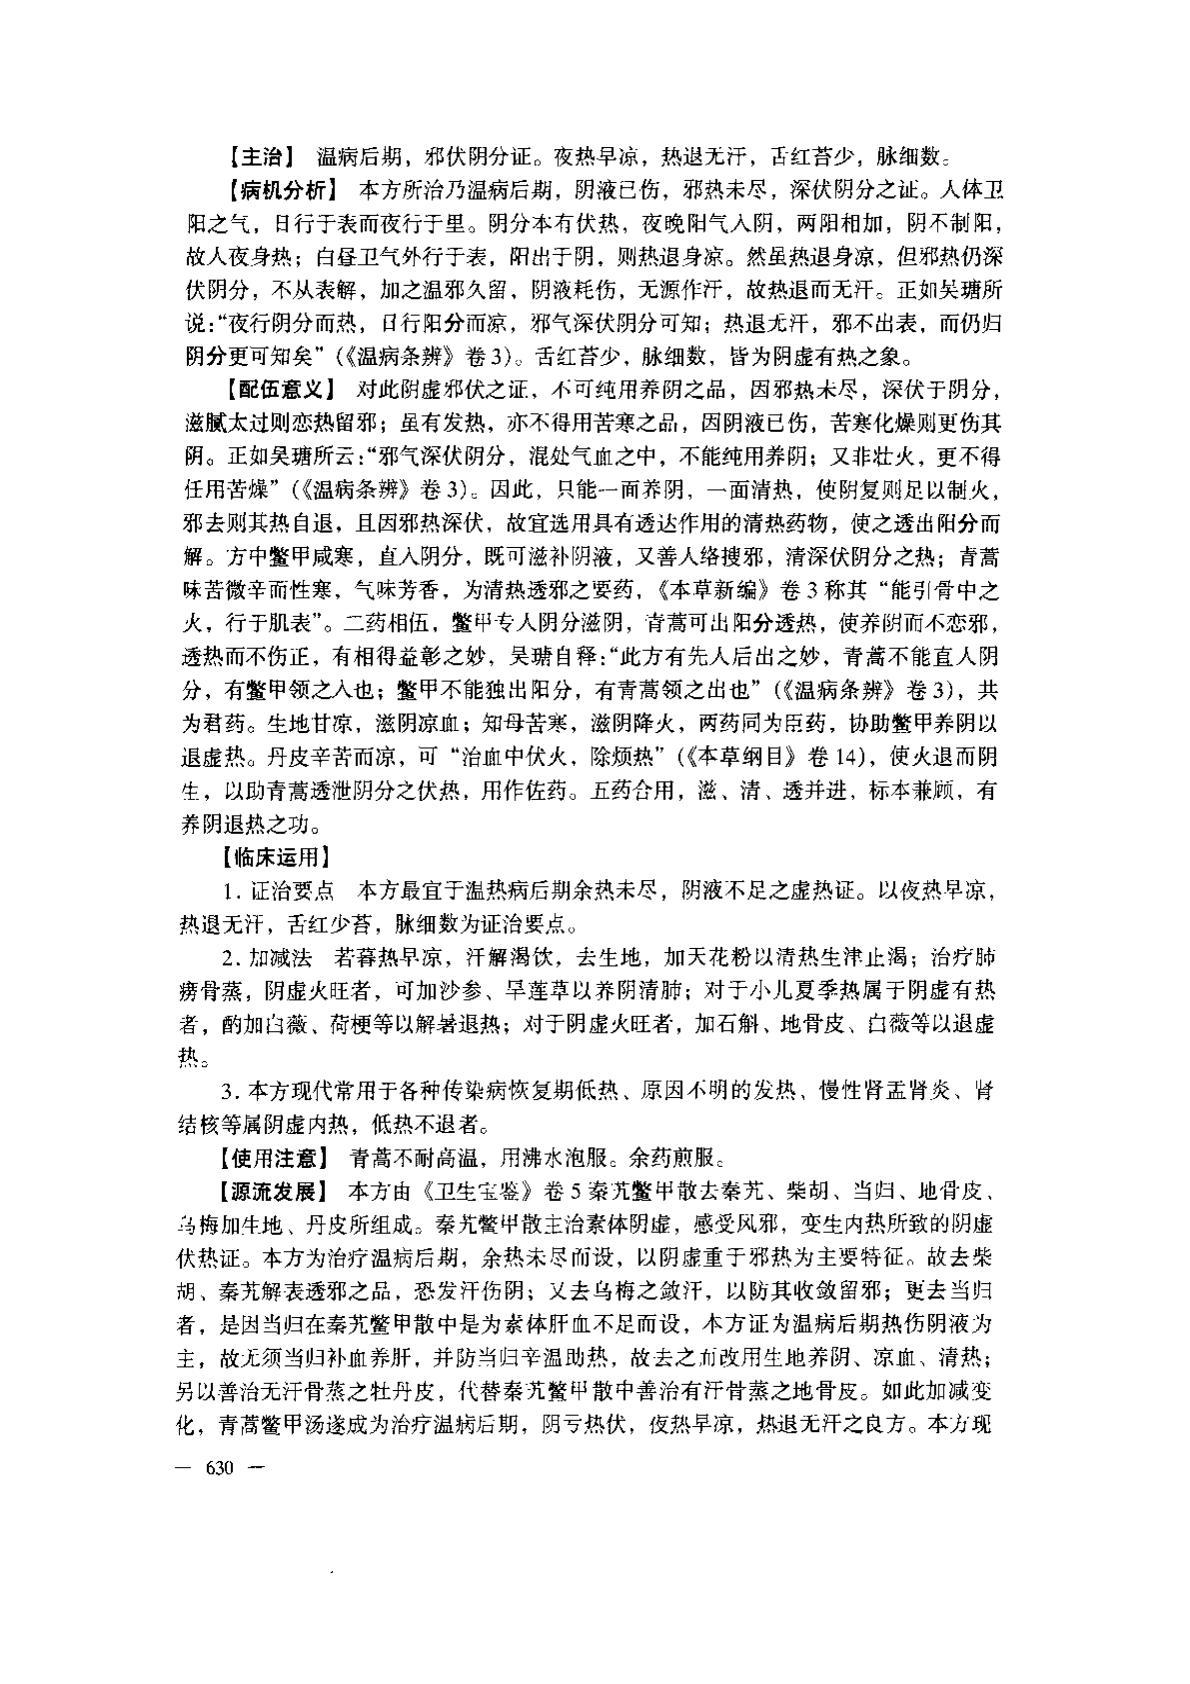 【主治】 温病后期，邪伏阴分证。夜热早凉，热退无汗，舌红苔少，脉细数。
【病机分析】 本方所治乃温病后期，阴液已伤，邪热未尽，深伏阴分之证。人体卫
阳之气，日行于表而夜行于里。阴分本有伏热，夜晚阳气入阴，两阳相加，阴不制阳，
故入夜身热；白昼卫气外行于表，阳出于阴，则热退身凉。然虽热退身凉，但邪热仍深
伏阴分，不从表解，加之温邪久留，阴液耗伤，无源作汗，故热退而无汗。正如吴瑭所
说：“夜行阴分而热，日行阳分而凉，邪气深伏阴分可知；热退无汗，邪不出表，而仍归
阴分更可知矣”（《温病条辨》卷3）。舌红苔少，脉细数，皆为阴虚有热之象。
【配伍意义】 对此阴虚邪伏之证，不可纯用养阴之品，因邪热未尽，深伏于阴分，
滋腻太过则恋热留邪；虽有发热，亦不得用苦寒之品，因阴液已伤，苦寒化燥则更伤其
阴。正如吴瑭所云：“邪气深伏阴分，混处气血之中，不能纯用养阴；又非壮火，更不得
任用苦燥”（《温病条辨》卷3）。因此，只能一面养阴，一面清热，使阴复则足以制火，
邪去则其热自退，且因邪热深伏，故宜选用具有透达作用的清热药物，使之透出阳分而
解。方中鳖甲咸寒，直入阴分，既可滋补阴液，又善入络搜邪，清深伏阴分之热；青蒿
味苦微辛而性寒，气味芳香，为清热透邪之要药，《本草新编》卷3称其“能引骨中之
火，行于肌表”。二药相伍，鳖甲专入阴分滋阴，青蒿可出阳分透热，使养阴而不恋邪，
透热而不伤正，有相得益彰之妙，吴瑭自释：“此方有先入后出之妙，青蒿不能直入阴
分，有鳖甲领之入也；鳖甲不能独出阳分，有青蒿领之出也”（《温病条辨》卷3），共
为君药。生地甘凉，滋阴凉血；知母苦寒，滋阴降火，两药同为臣药，协助鳖甲养阴以
退虚热。丹皮辛苦而凉，可“治血中伏火，除烦热”（《本草纲目》卷14），使火退而阴
生，以助青蒿透泄阴分之伏热，用作佐药。五药合用，滋、清、透并进，标本兼顾，有
养阴退热之功。
【临床运用】
1. 证治要点 本方最宜于温热病后期余热未尽，阴液不足之虚热证。以夜热早凉，
热退无汗，舌红少苔，脉细数为证治要点。
2. 加减法 若暮热早凉，汗解渴饮，去生地，加天花粉以清热生津止渴；治疗肺
痨骨蒸，阴虚火旺者，可加沙参、旱莲草以养阴清肺；对于小儿夏季热属于阴虚有热
者，酌加白薇、荷梗等以解暑退热；对于阴虚火旺者，加石斛、地骨皮、白薇等以退虚
热。
3. 本方现代常用于各种传染病恢复期低热、原因不明的发热、慢性肾盂肾炎、肾
结核等属阴虚内热，低热不退者。
【使用注意】 青蒿不耐高温，用沸水泡服。余药煎服。
【源流发展】 本方由《卫生宝鉴》卷5秦艽鳖甲散去秦艽、柴胡、当归、地骨皮、
乌梅加生地、丹皮所组成。秦艽鳖甲散主治素体阴虚，感受风邪，变生内热所致的阴虚
伏热证。本方为治疗温病后期，余热未尽而设，以阴虚重于邪热为主要特征。故去柴
胡、秦艽解表透邪之品，恐发汗伤阴；又去乌梅之敛汗，以防其收敛留邪；更去当归
者，是因当归在秦艽鳖甲散中是为素体肝血不足而设，本方证为温病后期热伤阴液为
主，故无须当归补血养肝，并防当归辛温助热，故去之而改用生地养阴、凉血、清热；
另以善治无汗骨蒸之牡丹皮，代替秦艽鳖甲散中善治有汗骨蒸之地骨皮。如此加减变
化，青蒿鳖甲汤遂成为治疗温病后期，阴亏热伏，夜热早凉，热退无汗之良方。本方现
— 630 —